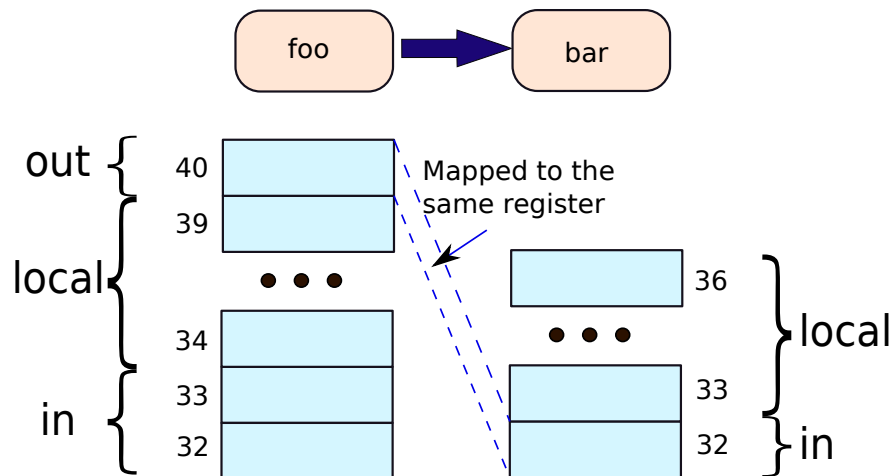 foo
bar
out
40
Mapped to the
same register
39
local
36
34
local
33
33
in
32
32
in